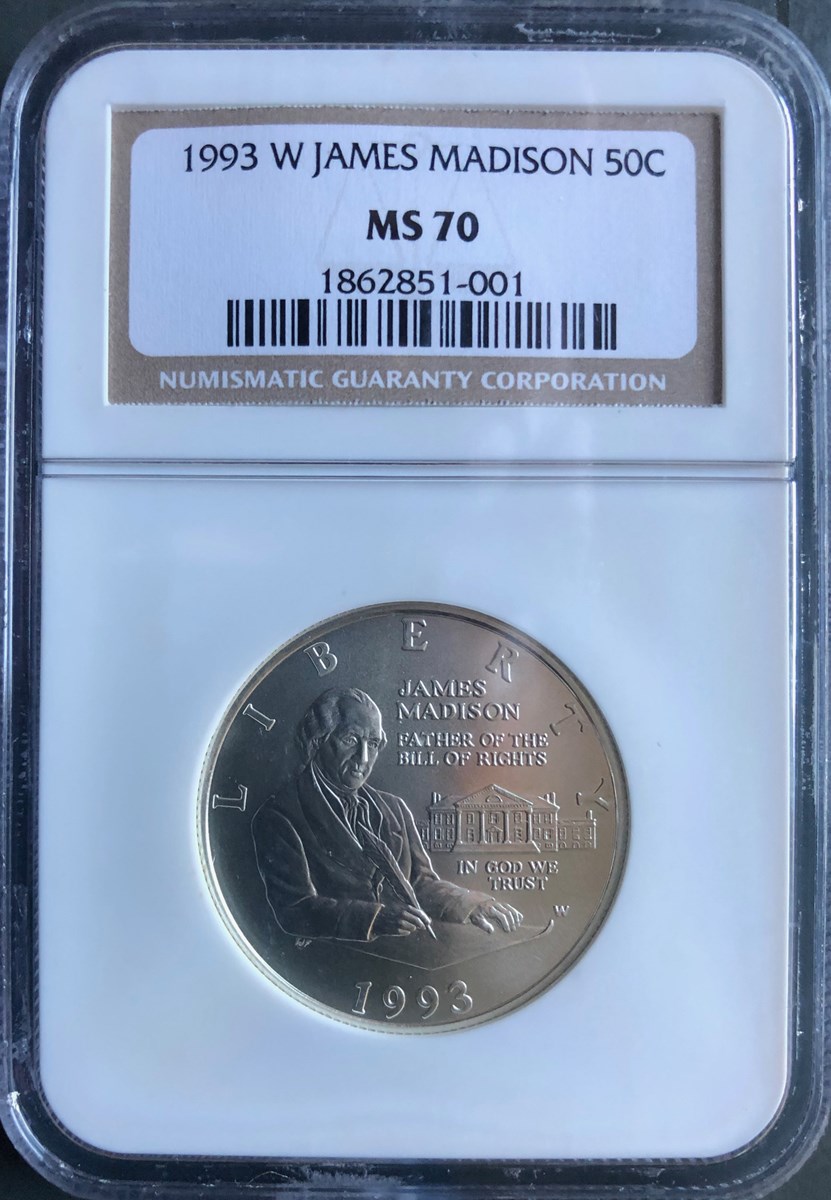 1993 W JAMES MADISON 50C
MS 70
1862851-001
NUMISMATIC GUARANTY CORPORATION
LIBERTY
JAMES
MADISON
FATHER OF THE
BILL OF RIGHTS
IN GOD WE
TRUST
W
1993